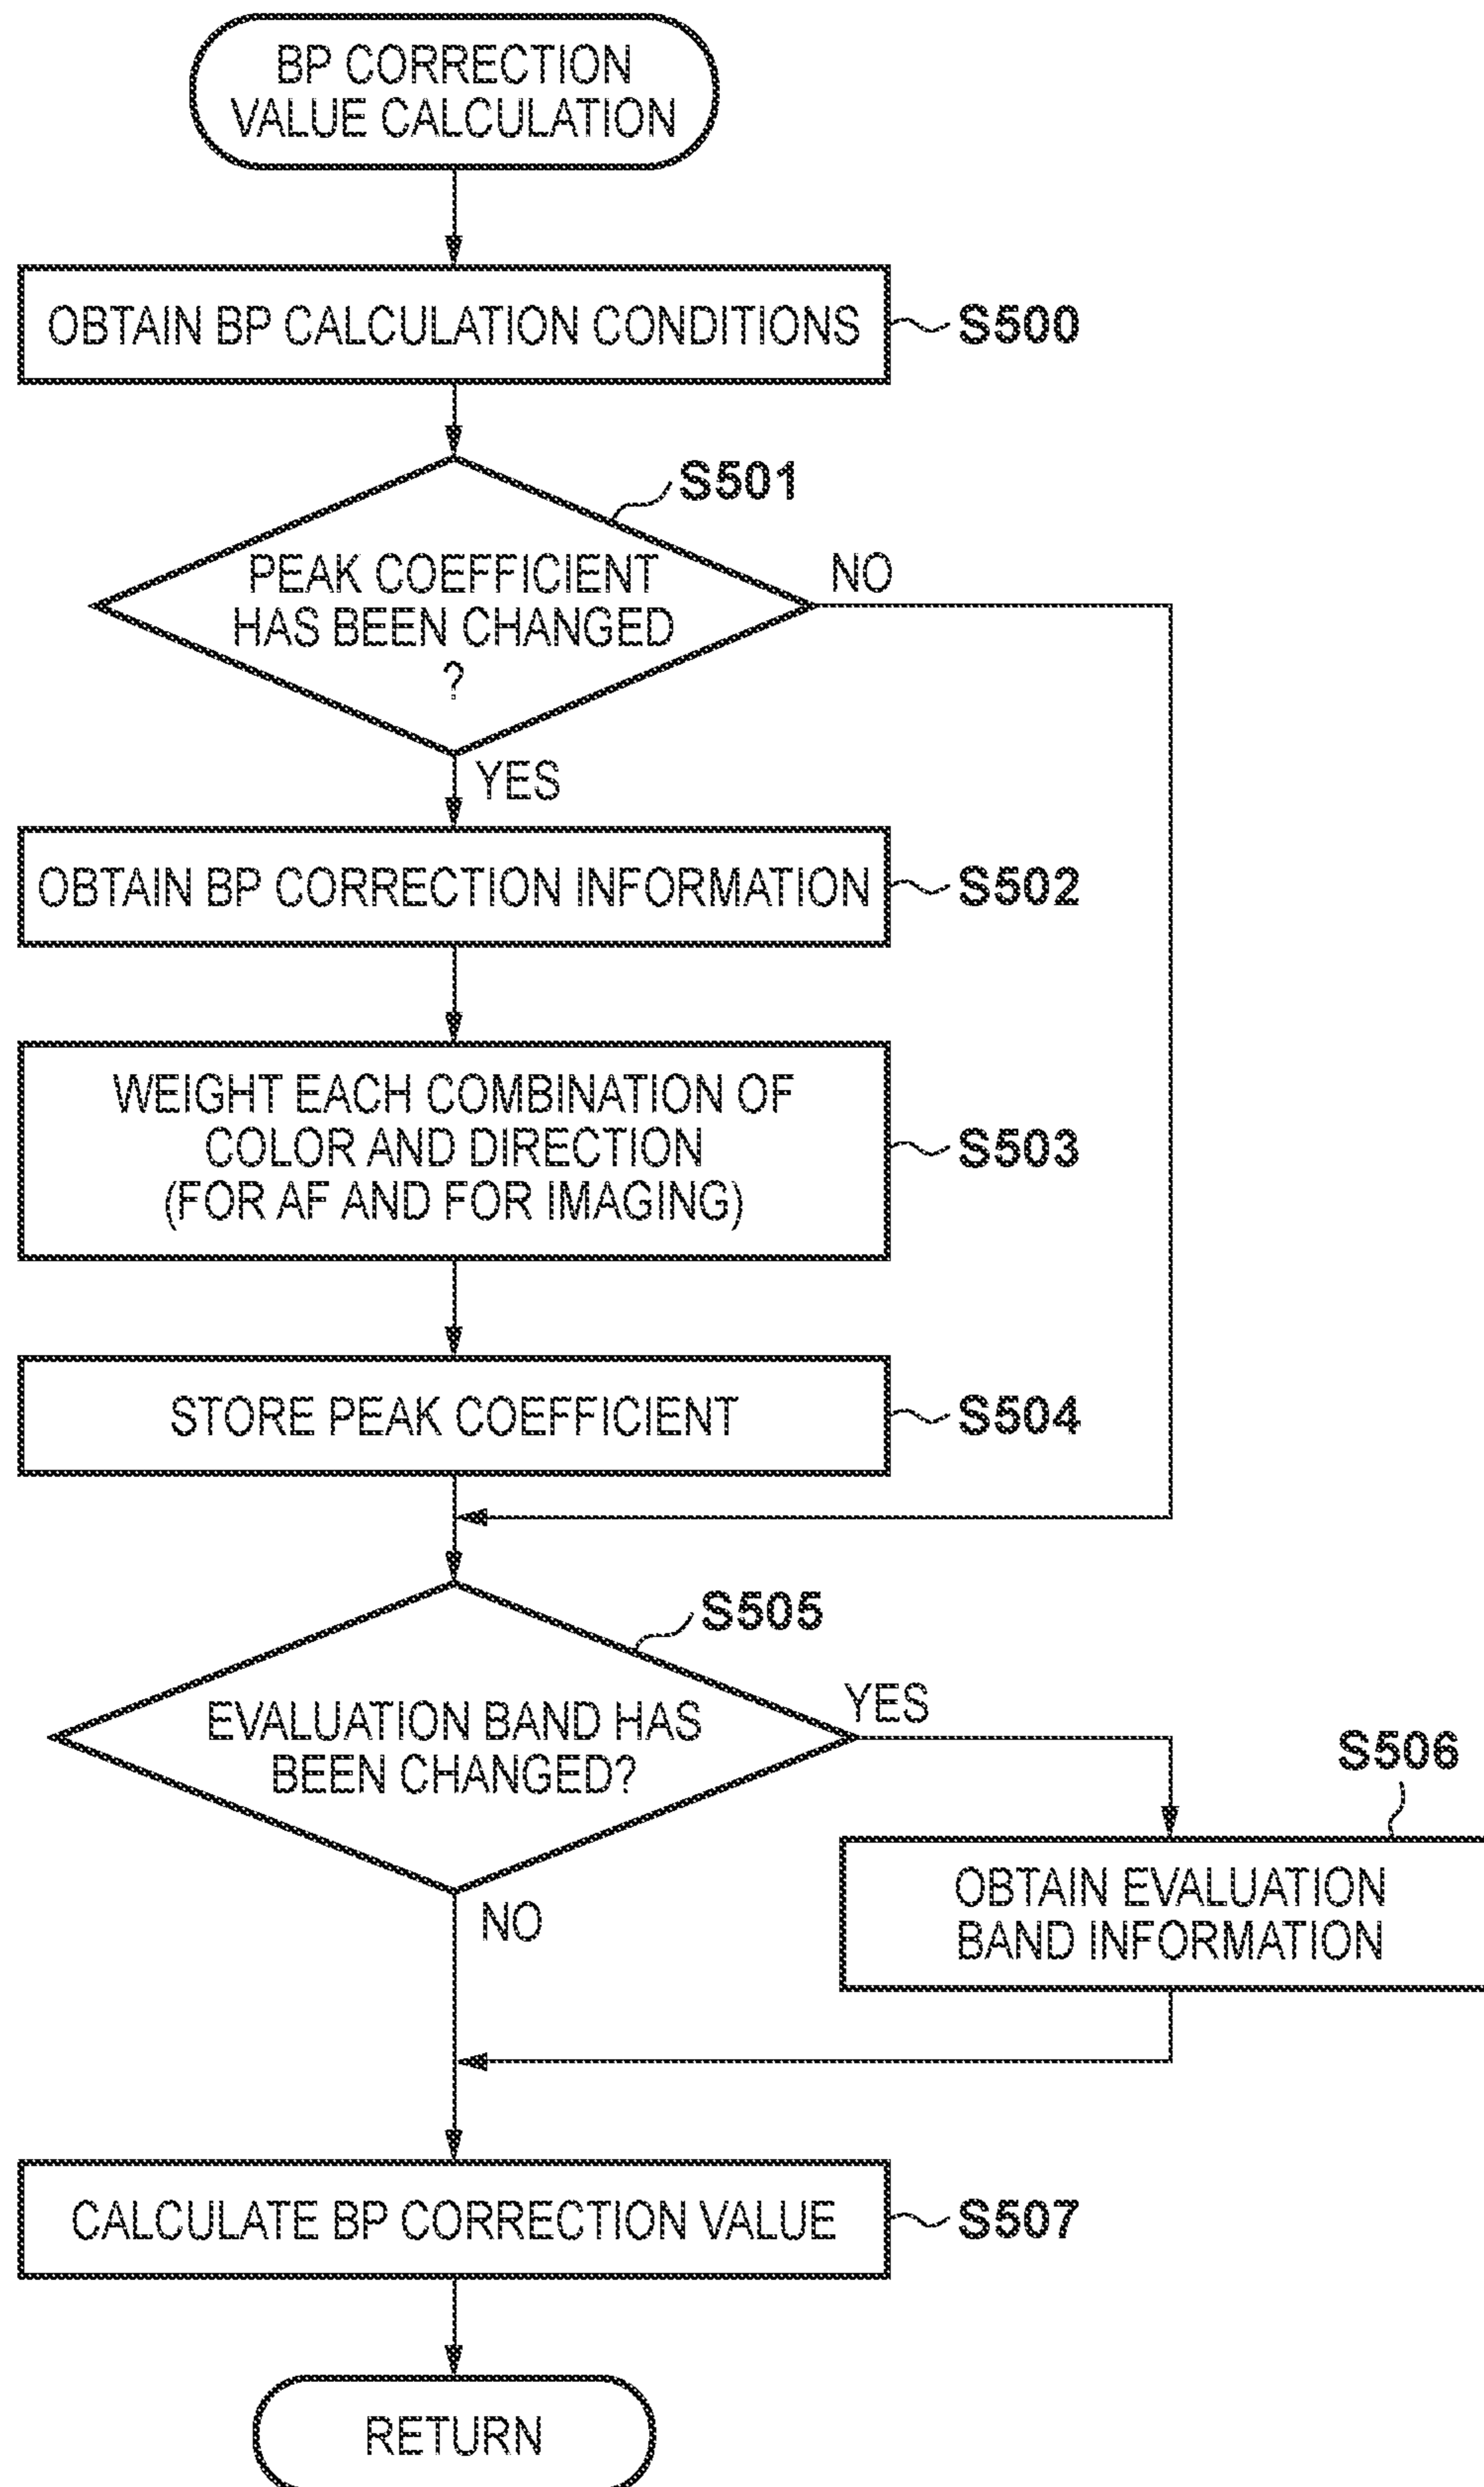 BP CORRECTION
VALUE CALCULATION
OBTAIN BP CALCULATION CONDITIONS
S500
S501
PEAK COEFFICIENT
HAS BEEN CHANGED
?
NO
YES
OBTAIN BP CORRECTION INFORMATION
S502
WEIGHT EACH COMBINATION OF
COLOR AND DIRECTION
(FOR AF AND FOR IMAGING)
S503
STORE PEAK COEFFICIENT
S504
S505
EVALUATION BAND HAS
BEEN CHANGED?
YES
S506
OBTAIN EVALUATION
BAND INFORMATION
NO
CALCULATE BP CORRECTION VALUE
S507
RETURN